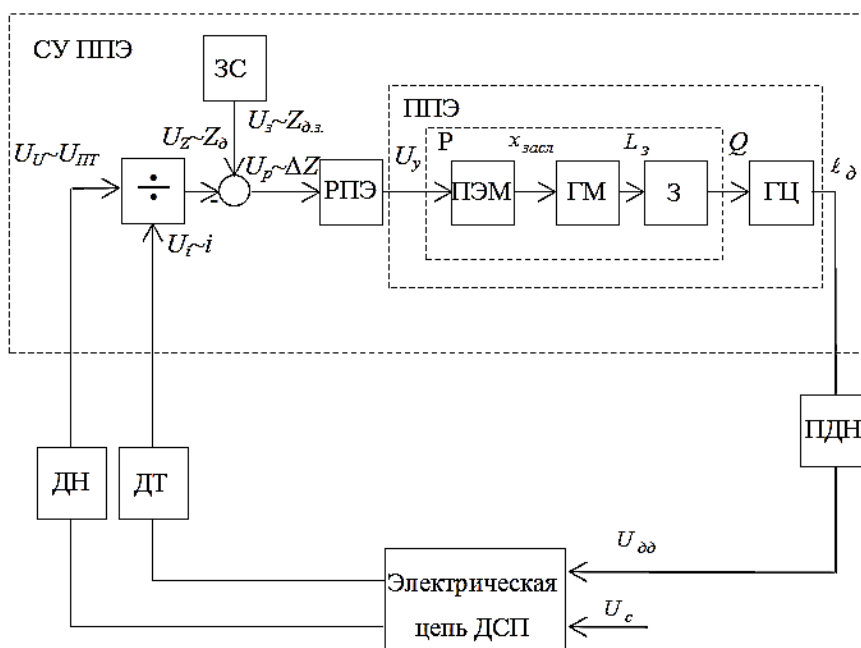 СУ ППЭ
ЗС
ППЭ
U_з~Z_д.з.
U_Z~Z_д
U_U~U_ПТ
U_p~ΔZ
U_y
P
x_засл
L_з
Q
ℓ_д
÷
-
РПЭ
ПЭМ
ГМ
З
ГЦ
U_i~i
ПДН
ДН
ДТ
U_дд
Электрическая
цепь ДСП
U_c